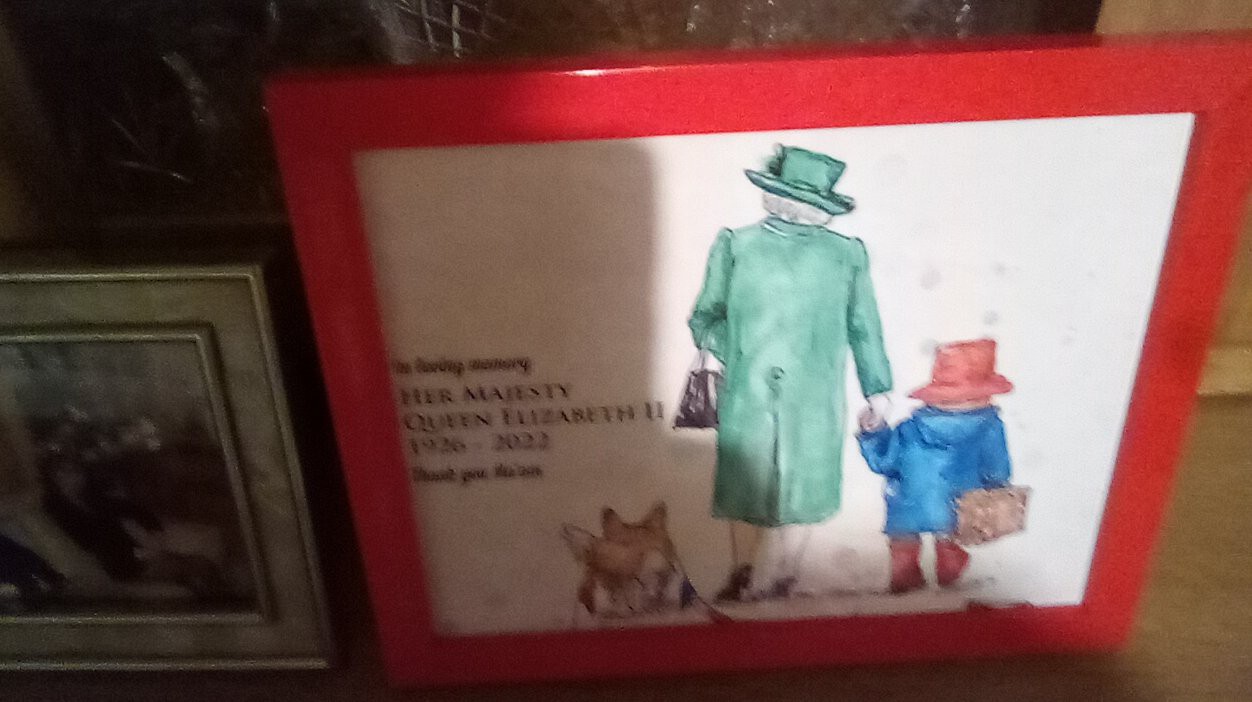 In loving memory
HER MAJESTY
QUEEN ELIZABETH II
1926 - 2022
Thank you Ma'am